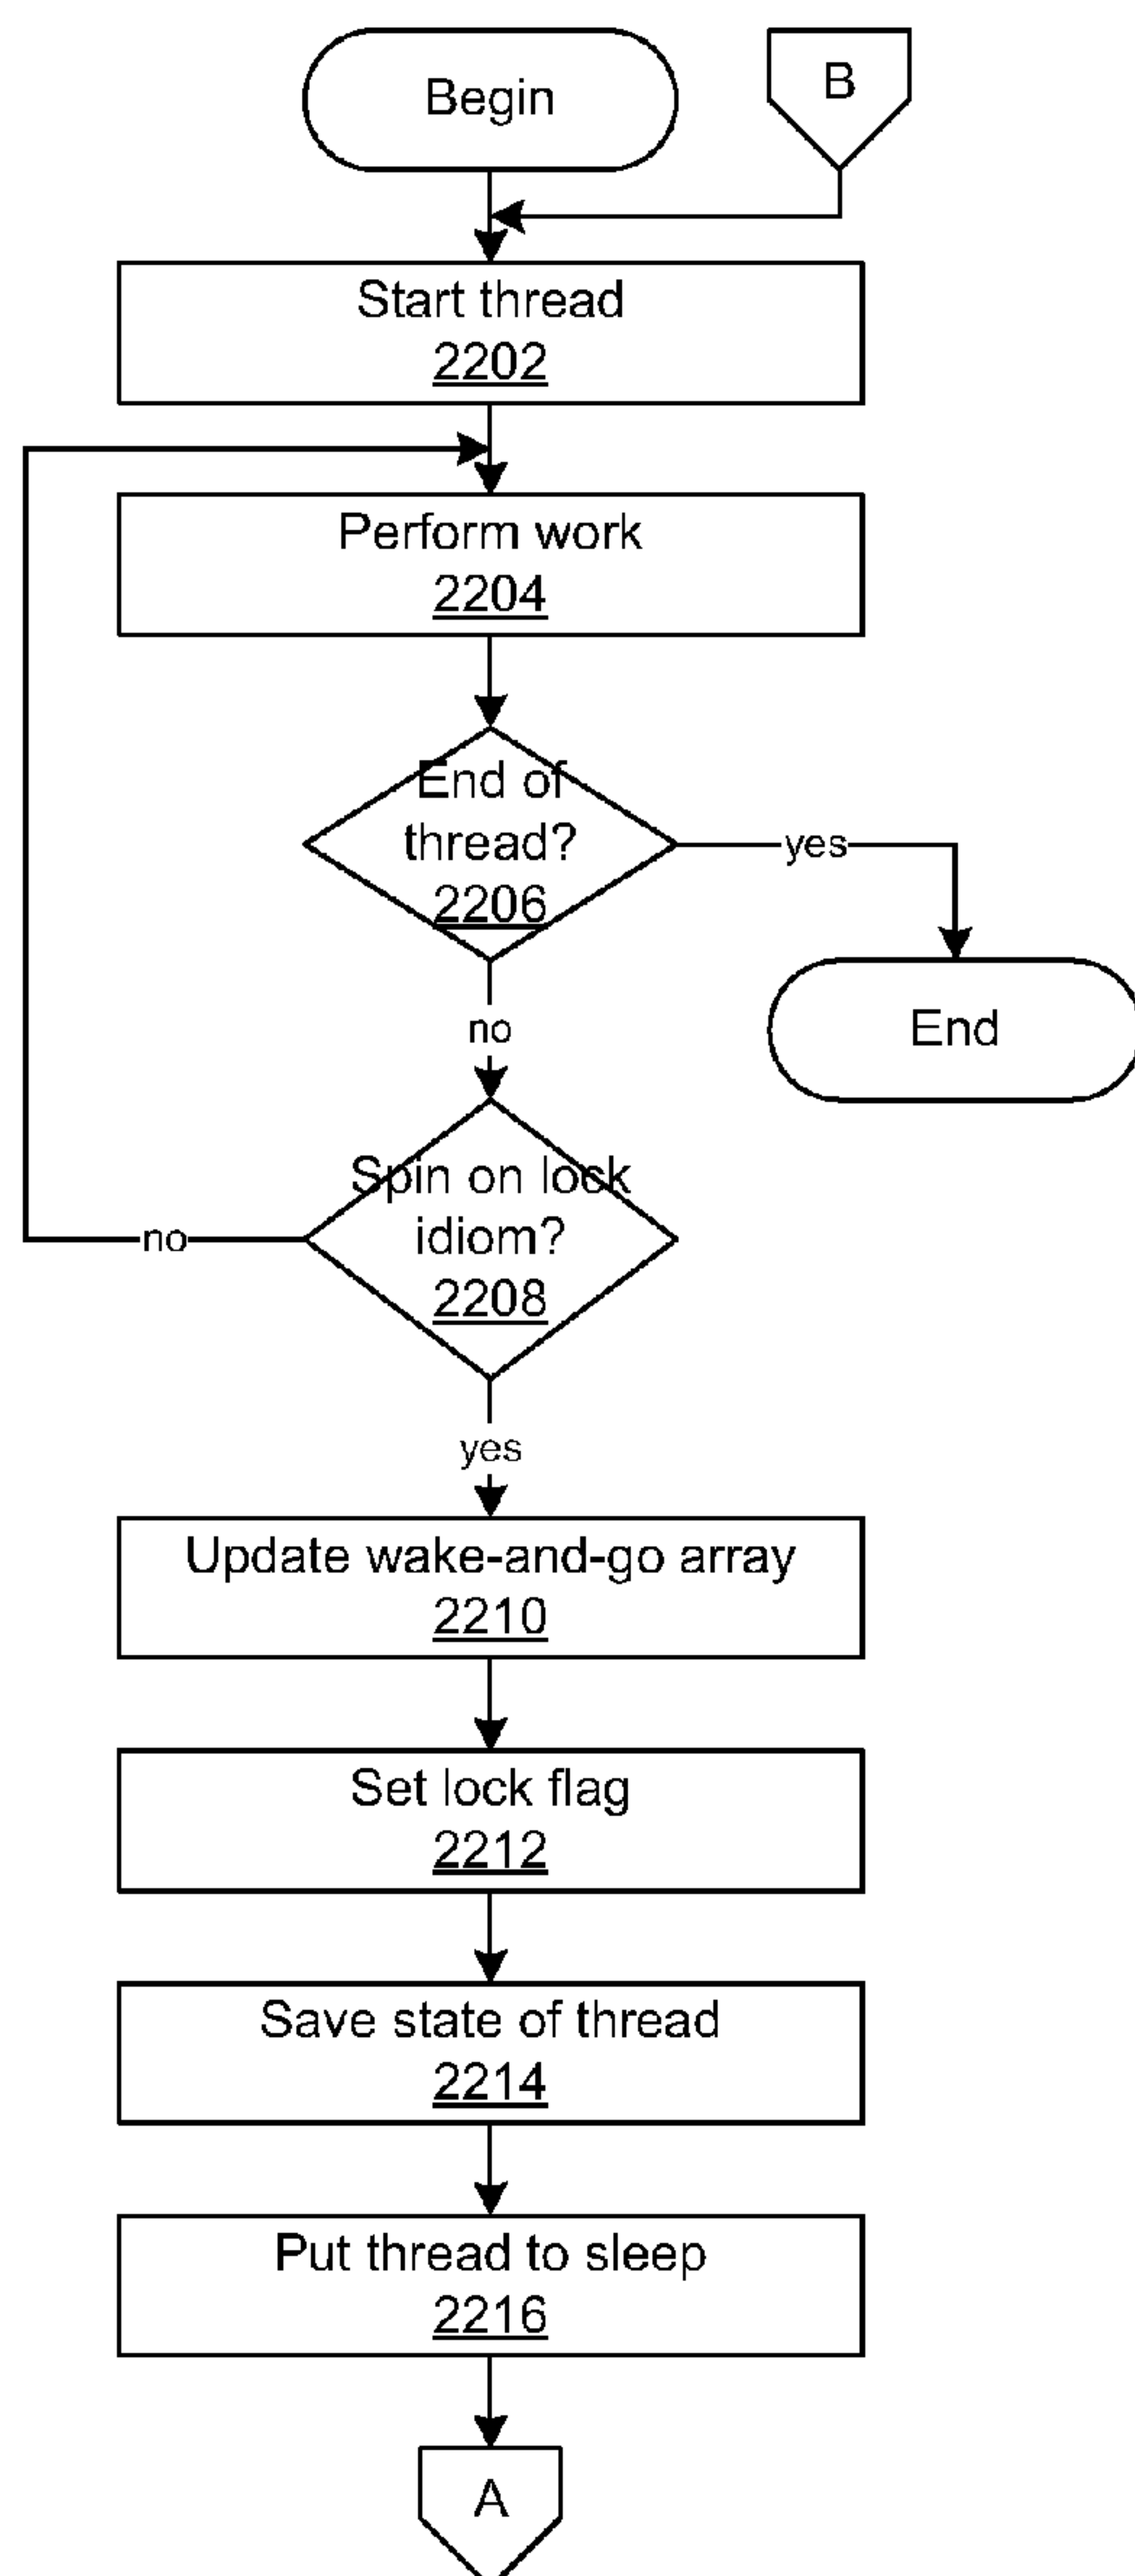 Begin
B
Start thread
2202
Perform work
2204
End of
thread?
2206
yes
End
no
Spin on lock
idiom?
2208
no
yes
Update wake-and-go array
2210
Set lock flag
2212
Save state of thread
2214
Put thread to sleep
2216
A